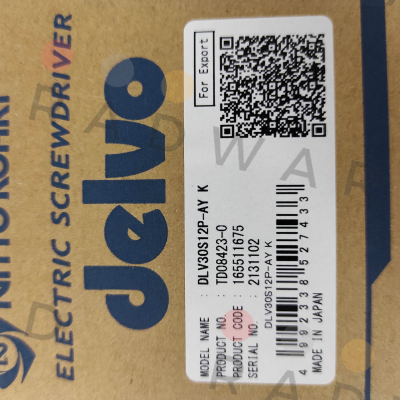 NITTO KOHKI
ELECTRIC SCREWDRIVER
delvo
For Export
MODEL NAME : DLV30S12P-AY K
PRODUCT NO. : TD08423-0
PRODUCT CODE : 165511675
SERIAL NO. : 2131102
DLV30S12P-AY K
4 992338 527433
MADE IN JAPAN
RADWAR